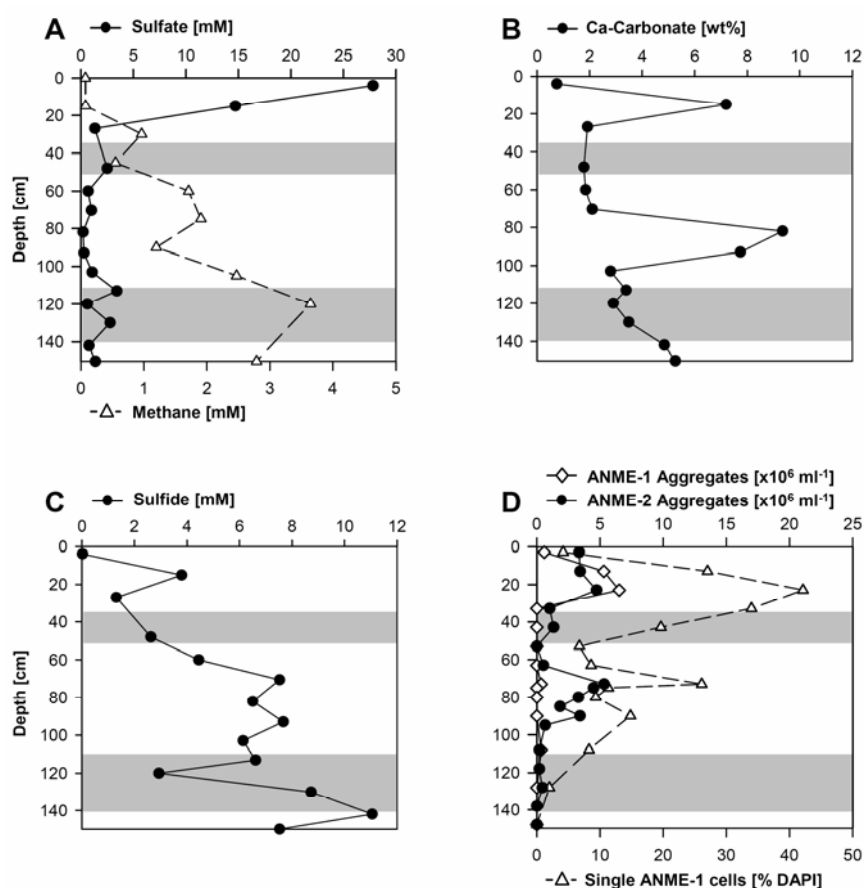 A
Sulfate [mM]
0 5 10 15 20 25 30
0
20
40
60
80
100
120
140
Depth [cm]
0 1 2 3 4 5
Methane [mM]
B
Ca-Carbonate [wt%]
0 2 4 6 8 10 12
0
20
40
60
80
100
120
140
C
Sulfide [mM]
0 2 4 6 8 10 12
0
20
40
60
80
100
120
140
Depth [cm]
D
ANME-1 Aggregates [x10⁶ ml⁻¹]
ANME-2 Aggregates [x10⁶ ml⁻¹]
0 5 10 15 20 25
0
20
40
60
80
100
120
140
0 10 20 30 40 50
Single ANME-1 cells [% DAPI]